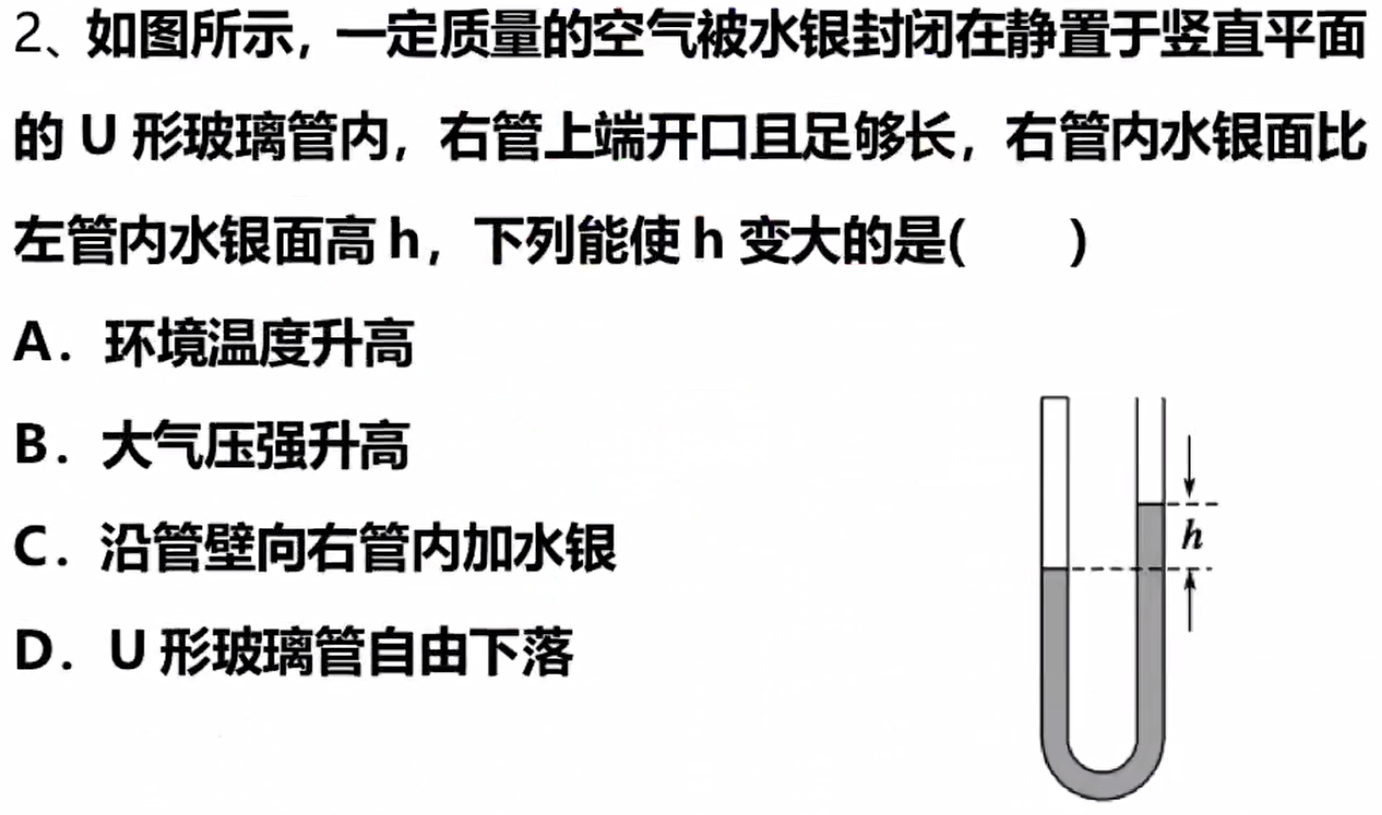 2、如图所示，一定质量的空气被水银封闭在静置于竖直平面
的 U 形玻璃管内，右管上端开口且足够长，右管内水银面比
左管内水银面高 h，下列能使 h 变大的是(　　)
A．环境温度升高
B．大气压强升高
C．沿管壁向右管内加水银
D．U 形玻璃管自由下落
h